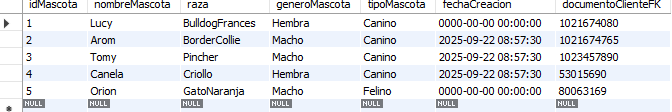 idMascota nombreMascota raza generoMascota tipoMascota fechaCreacion documentoClienteFK
1 Lucy BulldogFrances Hembra Canino 0000-00-00 00:00:00 1021674080
2 Arom BorderCollie Macho Canino 2025-09-22 08:57:30 1021674765
3 Tomy Pincher Macho Canino 2025-09-22 08:57:30 1023457890
4 Canela Criollo Hembra Canino 2025-09-22 08:57:30 53015690
5 Orion GatoNaranja Macho Felino 0000-00-00 00:00:00 80063169
NULL NULL NULL NULL NULL NULL NULL